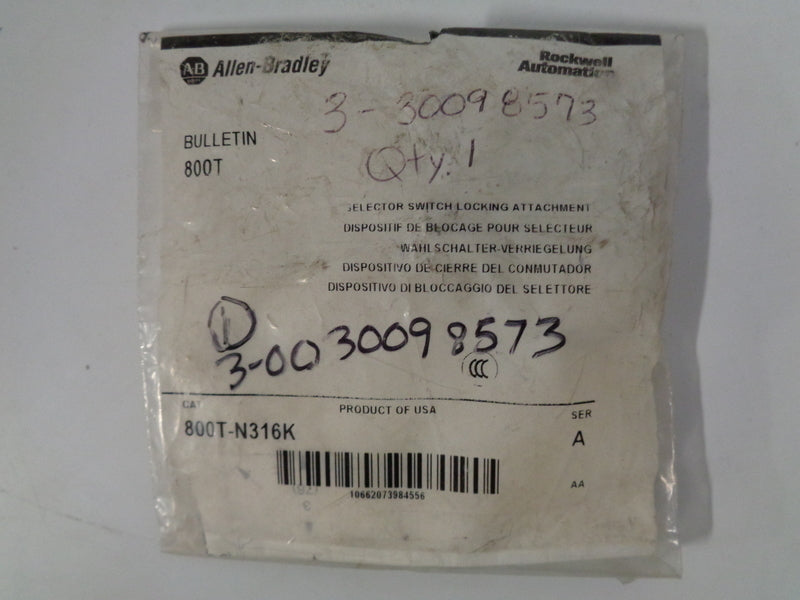 AB Allen-Bradley
Rockwell Automation
3-30098573
BULLETIN
800T
Qty. 1
SELECTOR SWITCH LOCKING ATTACHMENT
DISPOSITIF DE BLOCAGE POUR SELECTEUR
WAHLSCHALTER-VERRIEGELUNG
DISPOSITIVO DE CIERRE DEL CONMUTADOR
DISPOSITIVO DI BLOCCAGGIO DEL SELETTORE
1
3-0030098573
CCC
CAT
PRODUCT OF USA
SER
800T-N316K
A
AA
10662073984556